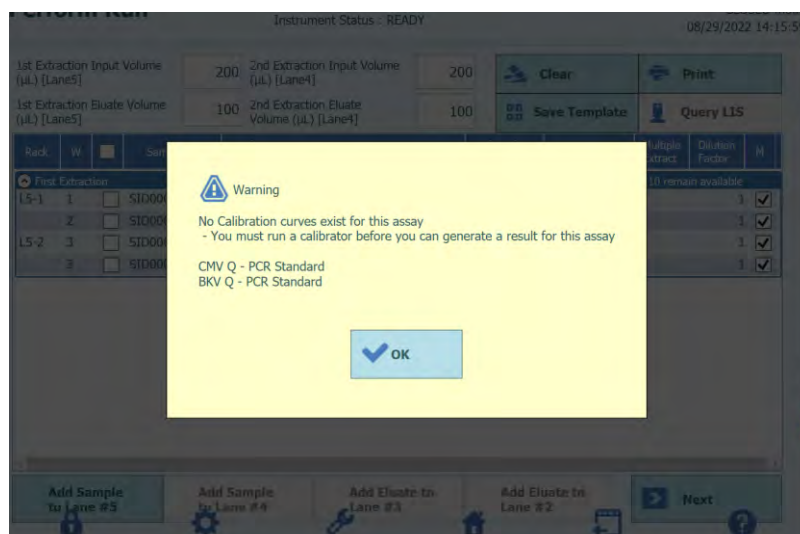 Perform Run
Instrument Status : READY
08/29/2022 14:15:5
1st Extraction Input Volume (µL) [Lane5]
200
2nd Extraction Input Volume (µL) [Lane4]
200
Clear
Print
1st Extraction Eluate Volume (µL) [Lane5]
100
2nd Extraction Eluate Volume (µL) [Lane4]
100
Save Template
Query LIS
Rack W Sam
Multiple Extract
Dilution Factor
M
First Extraction
10 remain available
L5-1 1 SID000 1
2 SID000 1
L5-2 3 SID000 1
3 SID000 1
Warning
No Calibration curves exist for this assay
- You must run a calibrator before you can generate a result for this assay
CMV Q - PCR Standard
BKV Q - PCR Standard
OK
Add Sample to Lane #5
Add Sample to Lane #4
Add Eluate to Lane #3
Add Eluate to Lane #2
Next